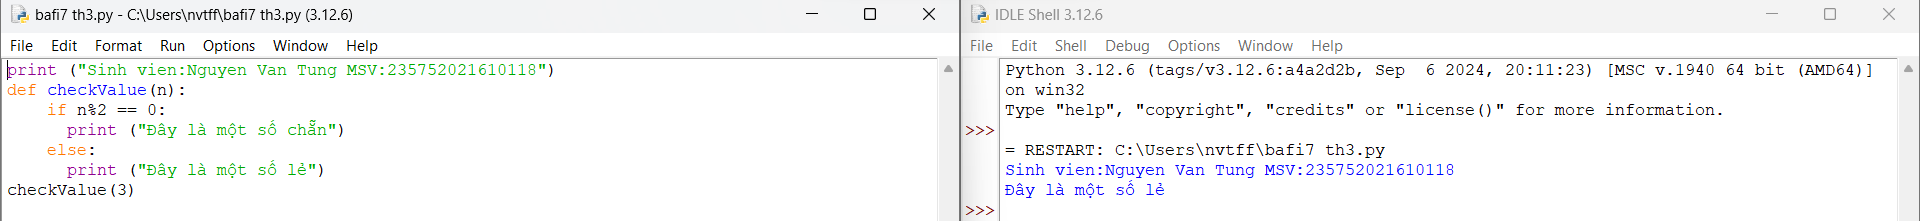 bafi7 th3.py - C:\Users\nvtff\bafi7 th3.py (3.12.6)
File Edit Format Run Options Window Help
print ("Sinh vien:Nguyen Van Tung MSV:235752021610118")
def checkValue(n):
    if n%2 == 0:
      print ("Đây là một số chẵn")
    else:
      print ("Đây là một số lẻ")
checkValue(3)
IDLE Shell 3.12.6
File Edit Shell Debug Options Window Help
Python 3.12.6 (tags/v3.12.6:a4a2d2b, Sep  6 2024, 20:11:23) [MSC v.1940 64 bit (AMD64)]
on win32
Type "help", "copyright", "credits" or "license()" for more information.
>>>
= RESTART: C:\Users\nvtff\bafi7 th3.py
Sinh vien:Nguyen Van Tung MSV:235752021610118
Đây là một số lẻ
>>>